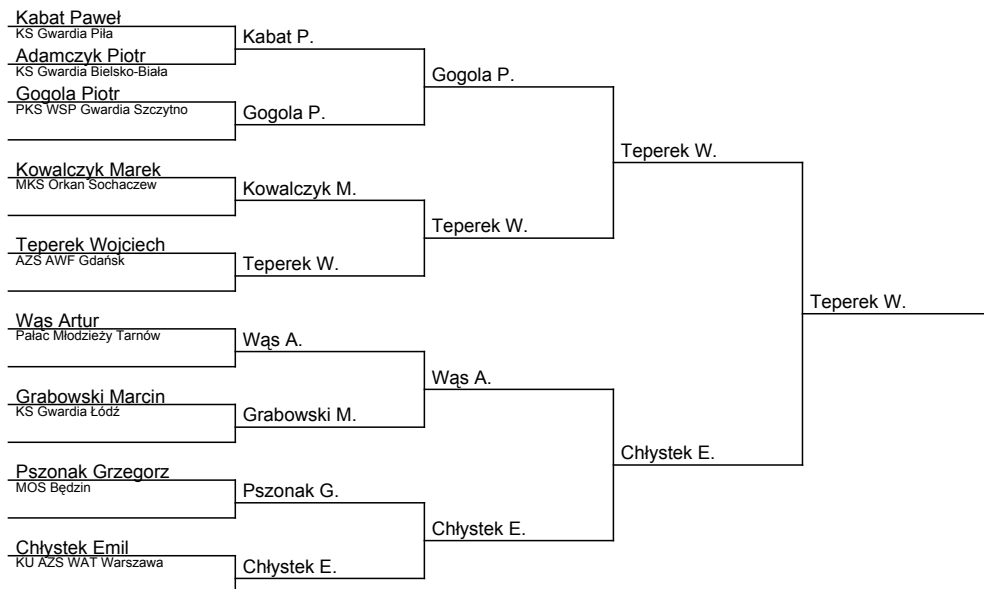 Kabat Paweł
KS Gwardia Piła
Kabat P.
Adamczyk Piotr
KS Gwardia Bielsko-Biała
Gogola P.
Gogola Piotr
PKS WSP Gwardia Szczytno
Gogola P.
Teperek W.
Kowalczyk Marek
MKS Orkan Sochaczew
Kowalczyk M.
Teperek W.
Teperek Wojciech
AZS AWF Gdańsk
Teperek W.
Teperek W.
Wąs Artur
Pałac Młodzieży Tarnów
Wąs A.
Wąs A.
Grabowski Marcin
KS Gwardia Łódź
Grabowski M.
Chłystek E.
Pszonak Grzegorz
MOS Będzin
Pszonak G.
Chłystek E.
Chłystek Emil
KU AZS WAT Warszawa
Chłystek E.